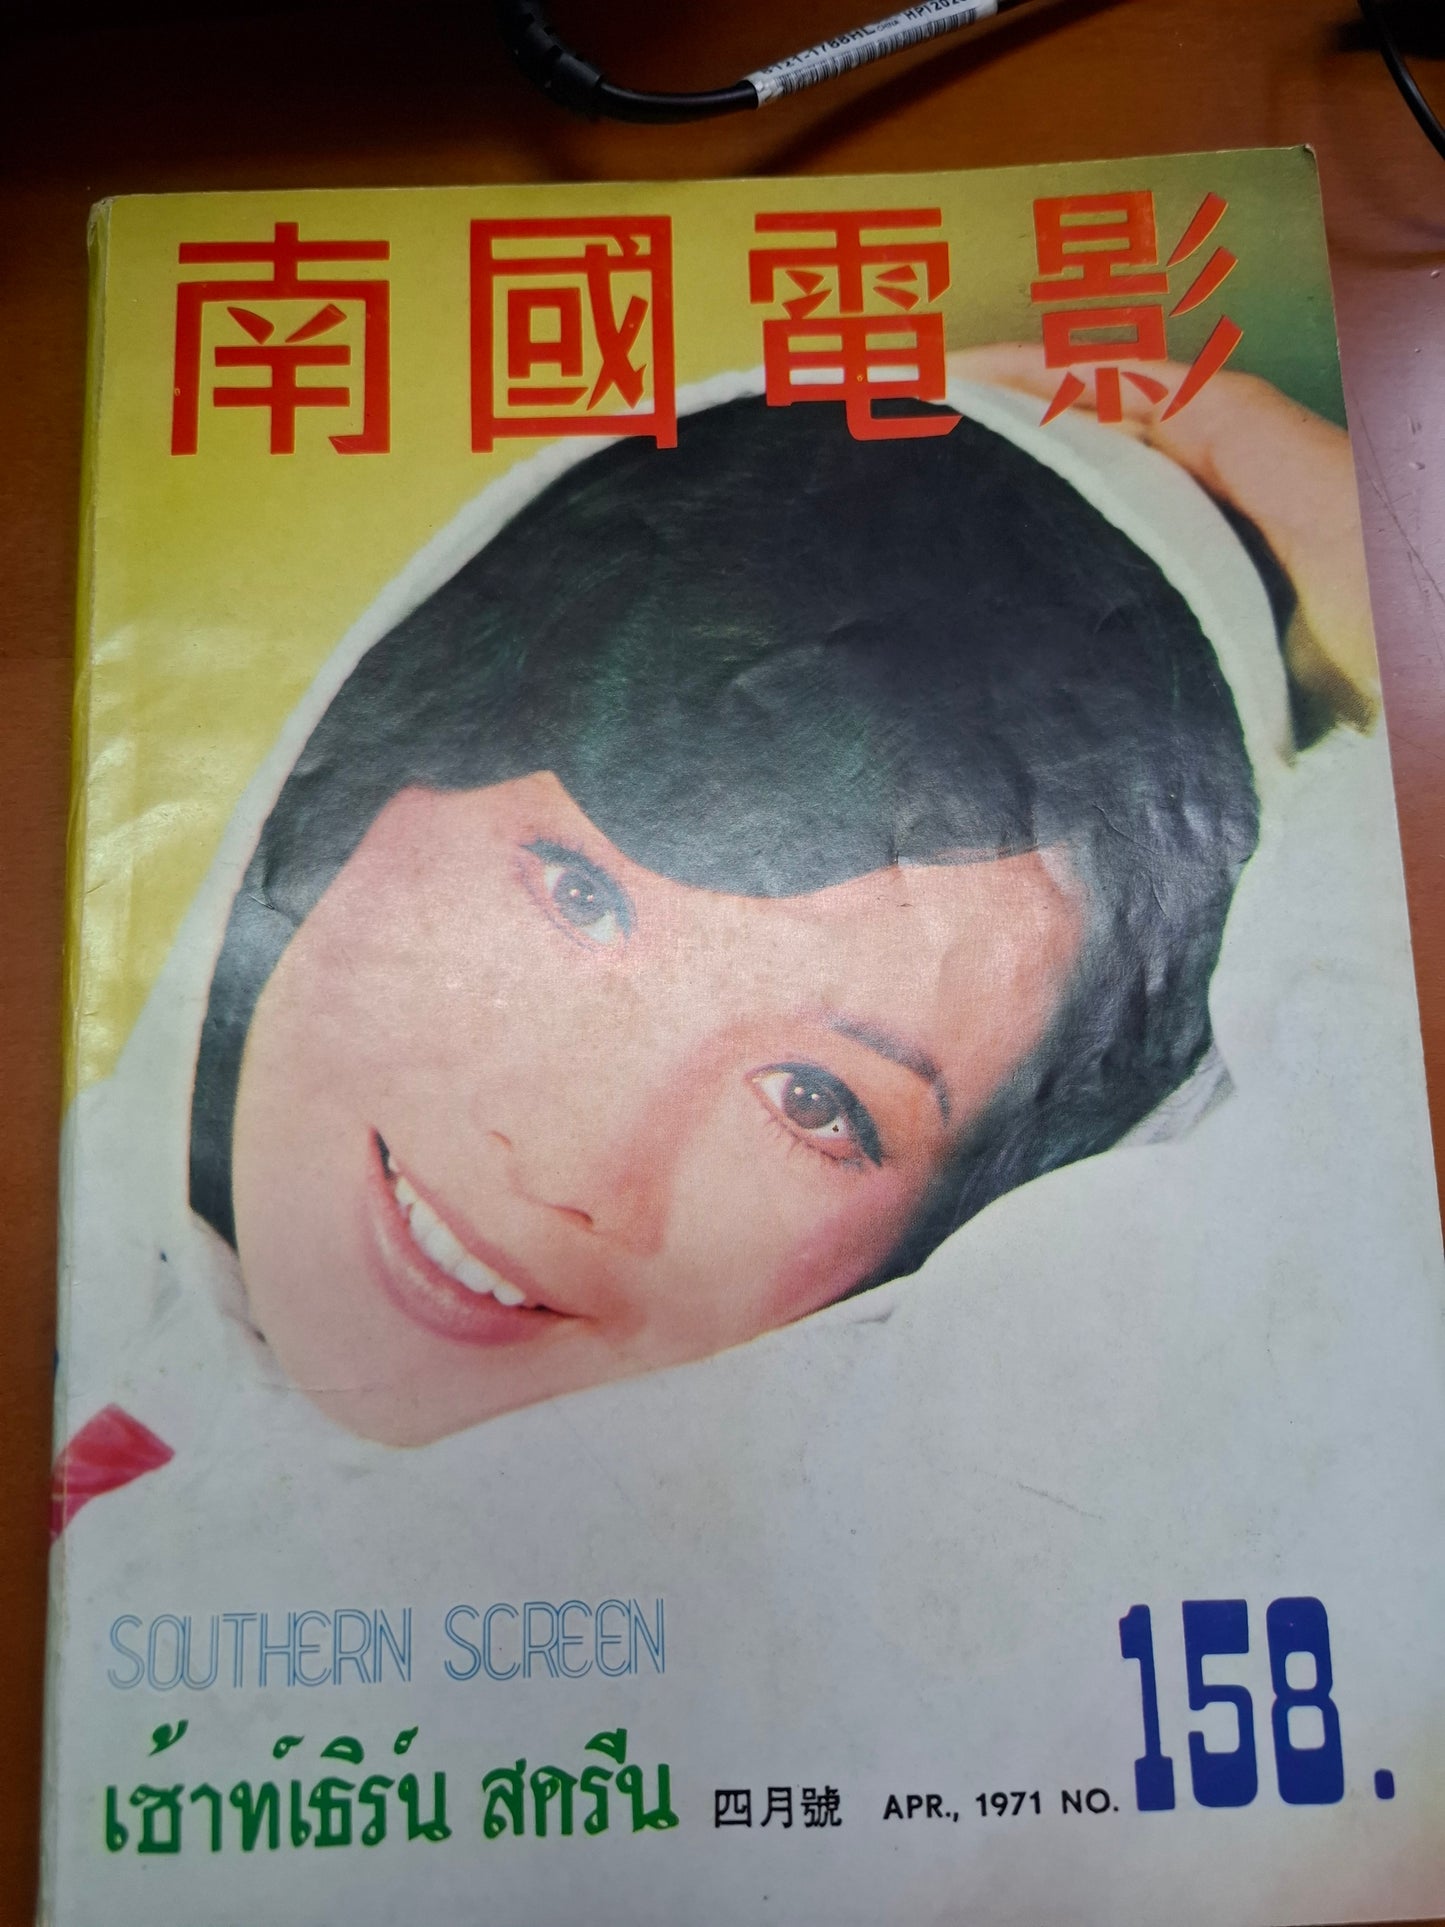 南國電影
SOUTHERN SCREEN
เซ้าท์เธิร์น สครีน
四月號 APR., 1971 NO. 158.